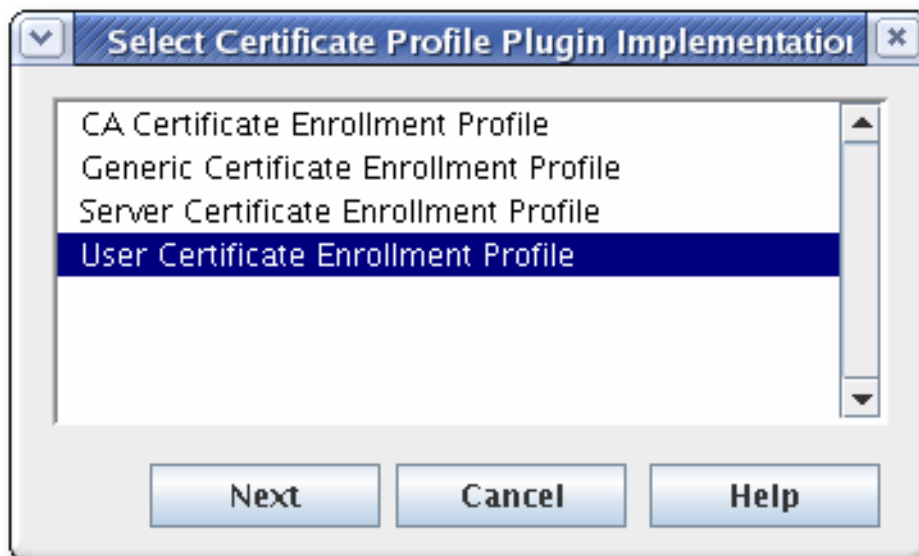 Select Certificate Profile Plugin Implementation
CA Certificate Enrollment Profile
Generic Certificate Enrollment Profile
Server Certificate Enrollment Profile
User Certificate Enrollment Profile
Next Cancel Help